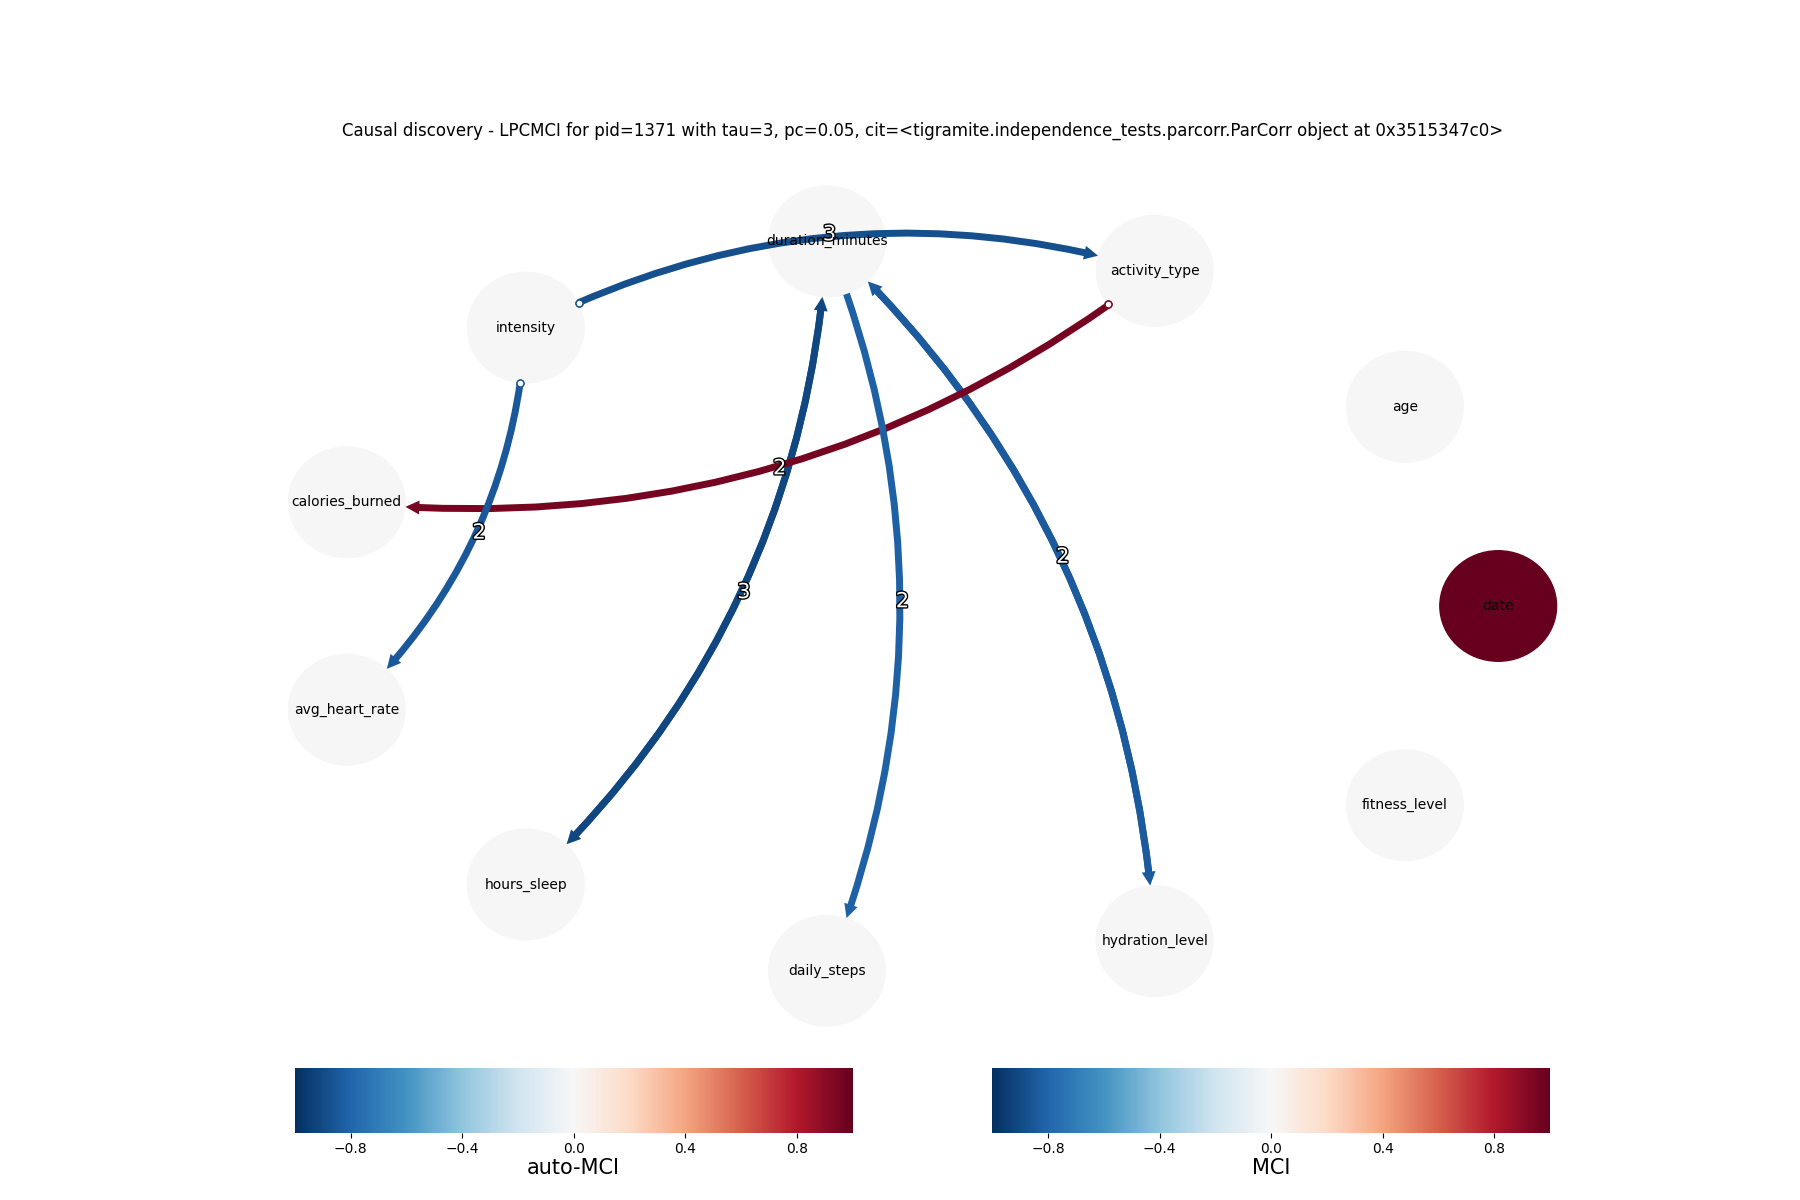 Causal discovery - LPCMCI for pid=1371 with tau=3, pc=0.05, cit=<tigramite.independence_tests.parcorr.ParCorr object at 0x3515347c0>
3
duration_minutes
activity_type
intensity
age
2
calories_burned
2
2
3
2
date
avg_heart_rate
fitness_level
hours_sleep
hydration_level
daily_steps
−0.8 −0.4 0.0 0.4 0.8
auto-MCI
−0.8 −0.4 0.0 0.4 0.8
MCI